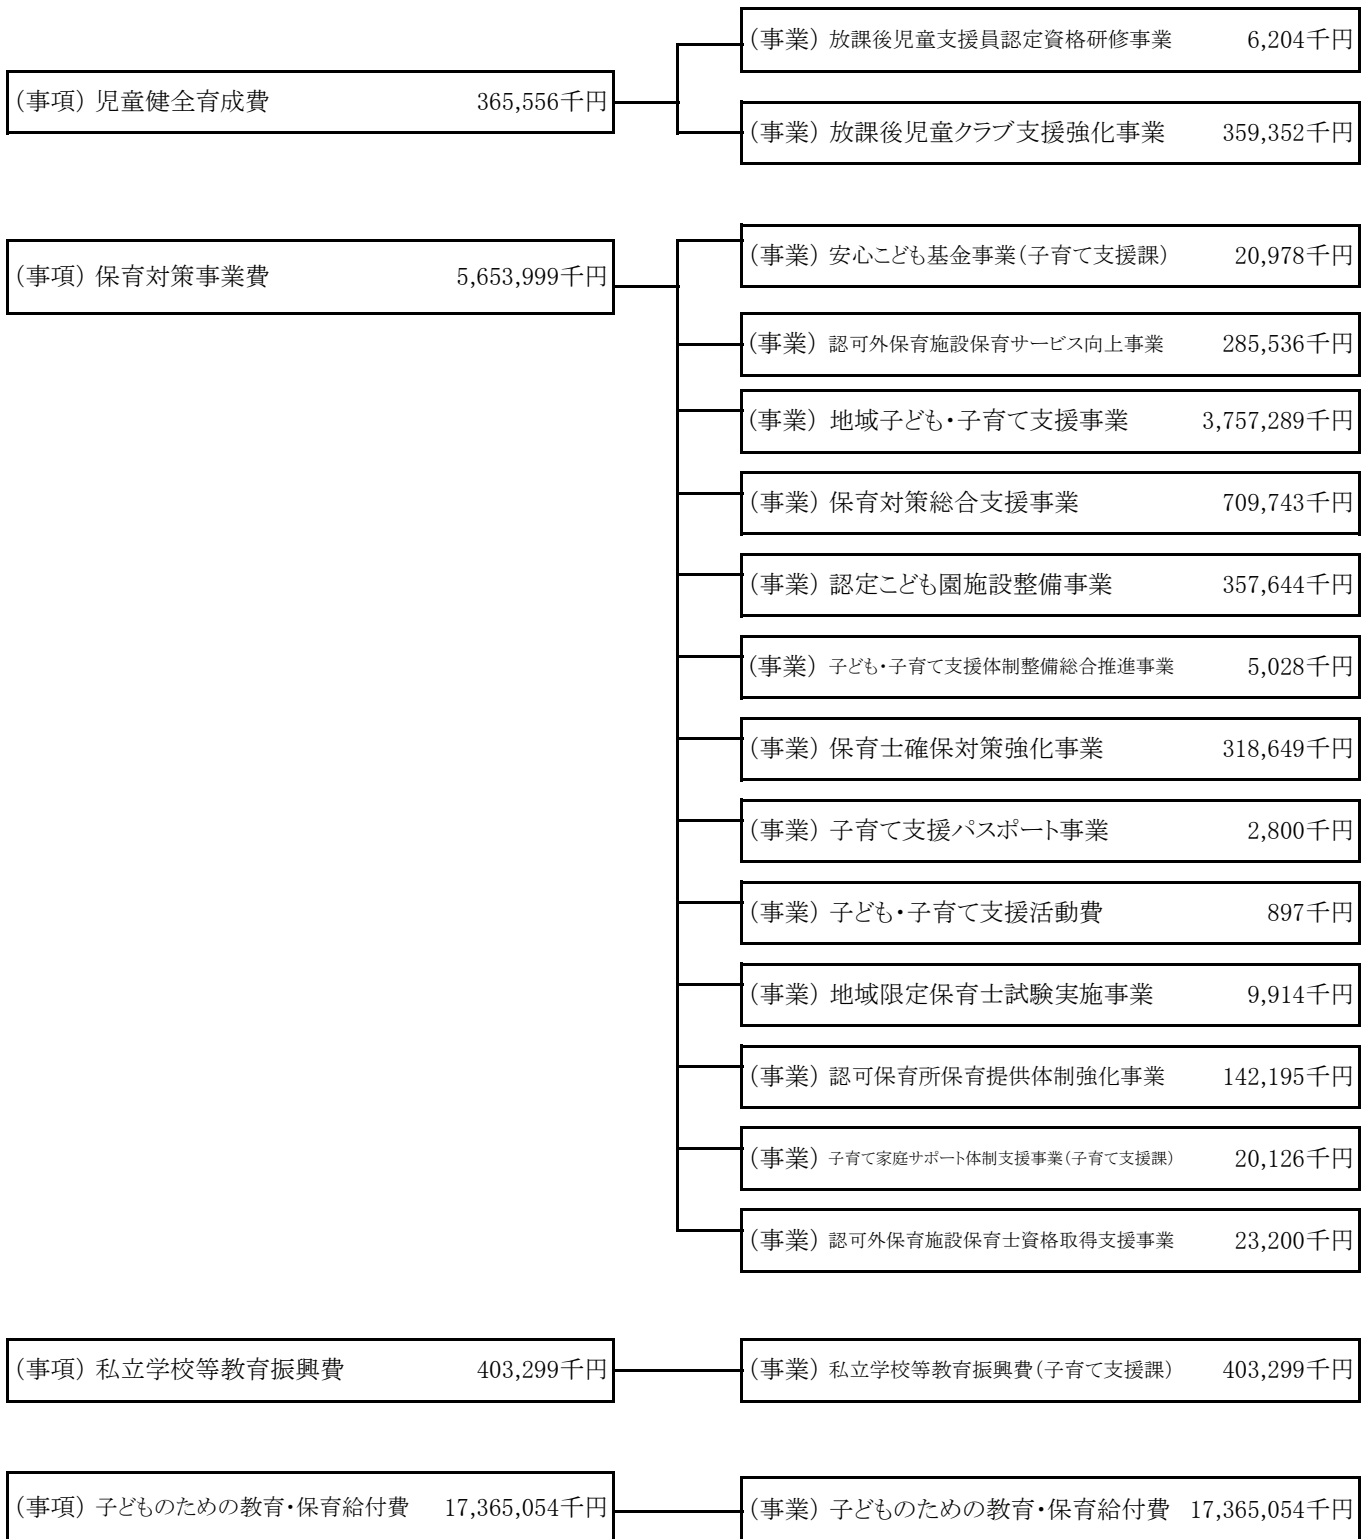 (事業) 放課後児童支援員認定資格研修事業 6,204千円
(事項) 児童健全育成費 365,556千円
(事業) 放課後児童クラブ支援強化事業 359,352千円
(事項) 保育対策事業費 5,653,999千円
(事業) 安心こども基金事業(子育て支援課) 20,978千円
(事業) 認可外保育施設保育サービス向上事業 285,536千円
(事業) 地域子ども・子育て支援事業 3,757,289千円
(事業) 保育対策総合支援事業 709,743千円
(事業) 認定こども園施設整備事業 357,644千円
(事業) 子ども・子育て支援体制整備総合推進事業 5,028千円
(事業) 保育士確保対策強化事業 318,649千円
(事業) 子育て支援パスポート事業 2,800千円
(事業) 子ども・子育て支援活動費 897千円
(事業) 地域限定保育士試験実施事業 9,914千円
(事業) 認可保育所保育提供体制強化事業 142,195千円
(事業) 子育て家庭サポート体制支援事業(子育て支援課) 20,126千円
(事業) 認可外保育施設保育士資格取得支援事業 23,200千円
(事項) 私立学校等教育振興費 403,299千円
(事業) 私立学校等教育振興費(子育て支援課) 403,299千円
(事項) 子どものための教育・保育給付費 17,365,054千円
(事業) 子どものための教育・保育給付費 17,365,054千円